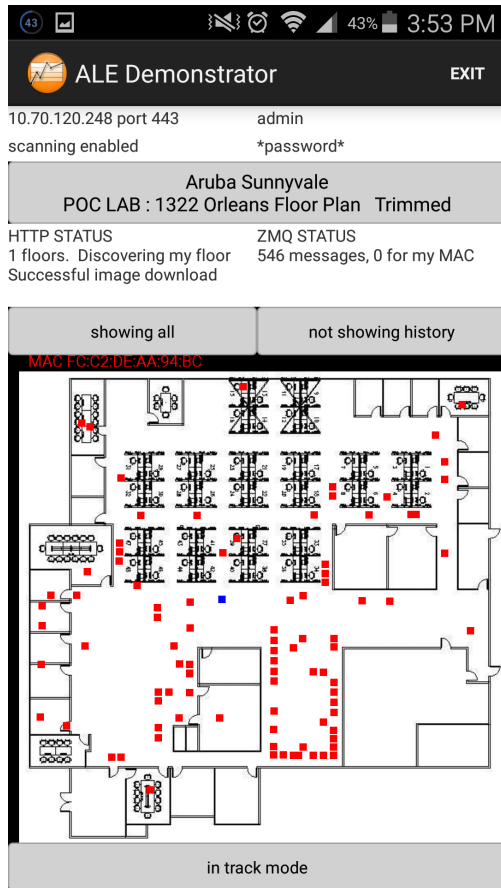 43
43%
3:53 PM
ALE Demonstrator
EXIT
10.70.120.248 port 443
admin
scanning enabled
*password*
Aruba Sunnyvale
POC LAB : 1322 Orleans Floor Plan   Trimmed
HTTP STATUS
ZMQ STATUS
1 floors.  Discovering my floor
546 messages, 0 for my MAC
Successful image download
showing all
not showing history
MAC FC:C2:DE:AA:94:BC
in track mode